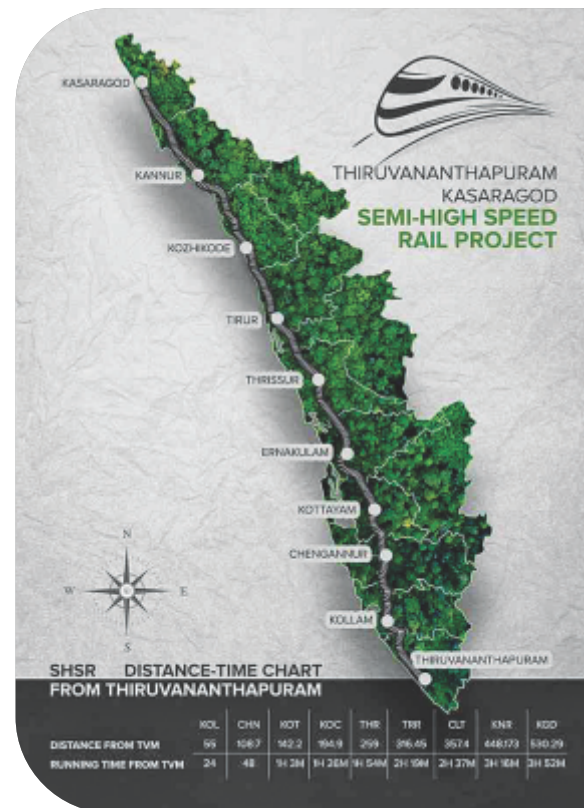 THIRUVANANTHAPURAM
KASARAGOD
SEMI-HIGH SPEED
RAIL PROJECT
KASARAGOD
KANNUR
KOZHIKODE
TIRUR
THRISSUR
ERNAKULAM
KOTTAYAM
CHENGANNUR
KOLLAM
THIRUVANANTHAPURAM
N
W E
S
SHSR DISTANCE-TIME CHART
FROM THIRUVANANTHAPURAM
KOL CHN KOT KOC THR TRR CLT KNR KGD
DISTANCE FROM TVM 55 108.7 142.2 194.9 259 316.45 357.4 448.173 530.29
RUNNING TIME FROM TVM 24 48 1H 3M 1H 26M 1H 54M 2H 19M 2H 37M 3H 16M 3H 52M